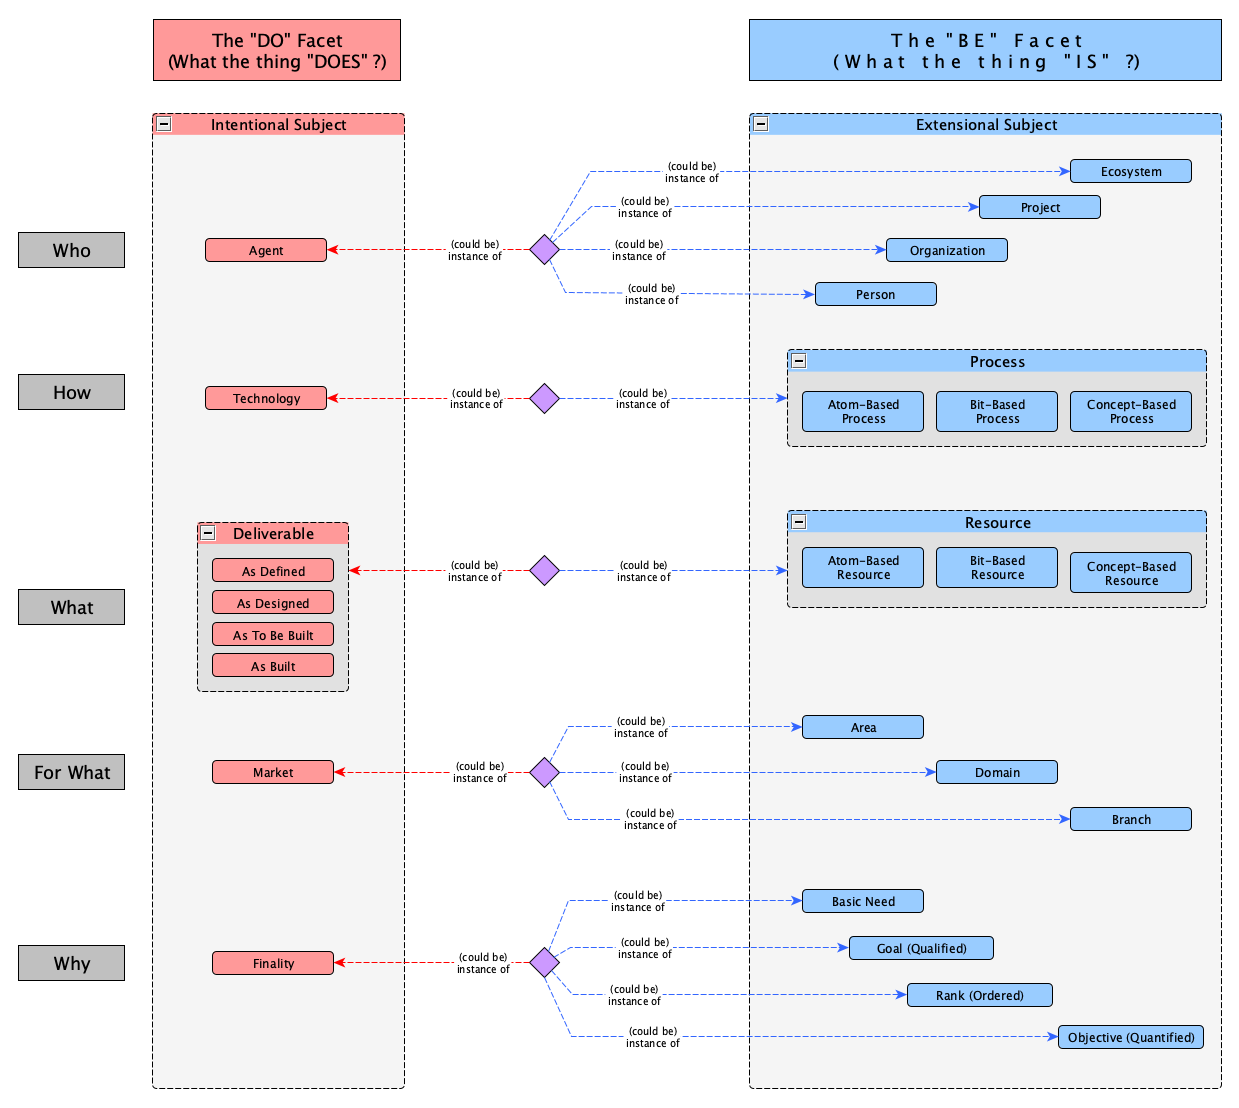 The "DO" Facet
(What the thing "DOES" ?)
The "BE" Facet
(What the thing "IS" ?)
Intentional Subject
Extensional Subject
Who
Agent
(could be)
instance of
(could be)
instance of
Ecosystem
(could be)
instance of
Project
(could be)
instance of
Organization
(could be)
instance of
Person
How
Technology
(could be)
instance of
(could be)
instance of
Process
Atom-Based
Process
Bit-Based
Process
Concept-Based
Process
What
Deliverable
As Defined
As Designed
As To Be Built
As Built
(could be)
instance of
(could be)
instance of
Resource
Atom-Based
Resource
Bit-Based
Resource
Concept-Based
Resource
For What
Market
(could be)
instance of
(could be)
instance of
Area
(could be)
instance of
Domain
(could be)
instance of
Branch
Why
Finality
(could be)
instance of
(could be)
instance of
Basic Need
(could be)
instance of
Goal (Qualified)
(could be)
instance of
Rank (Ordered)
(could be)
instance of
Objective (Quantified)